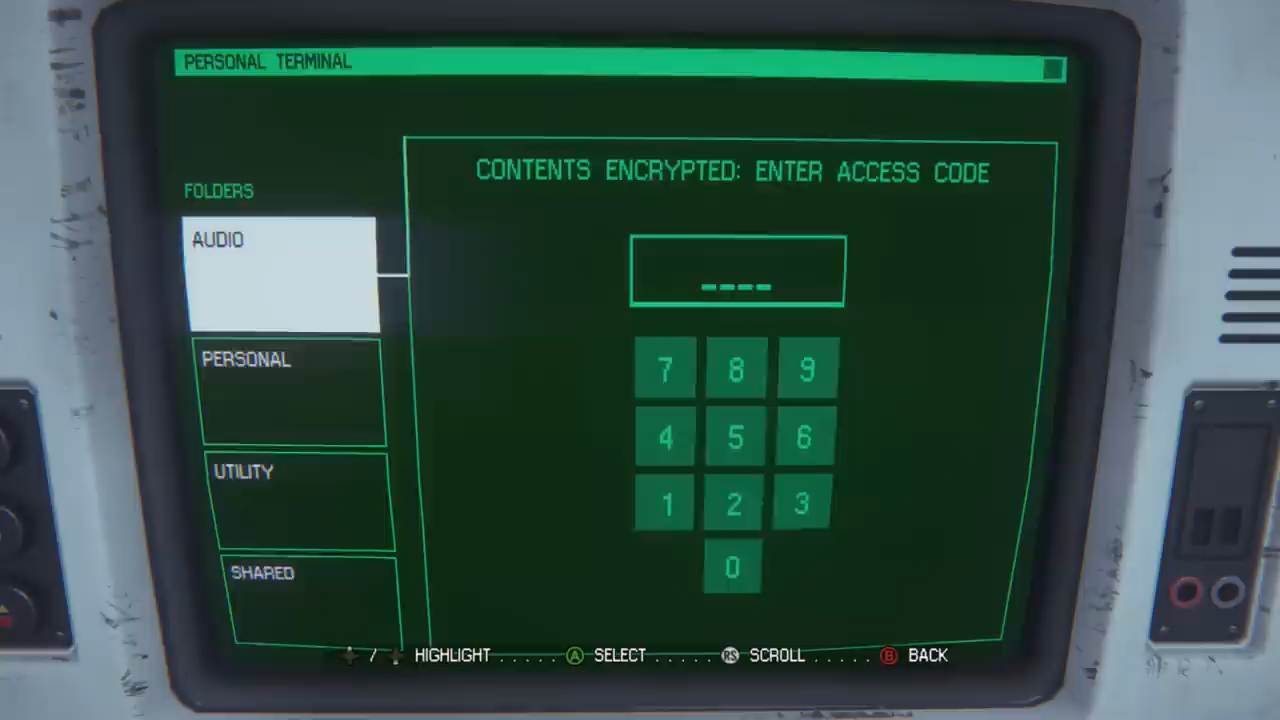 PERSONAL TERMINAL
CONTENTS ENCRYPTED: ENTER ACCESS CODE
FOLDERS
AUDIO
PERSONAL
UTILITY
SHARED
_ _ _ _
7 8 9
4 5 6
1 2 3
0
/ HIGHLIGHT ..... A SELECT ..... RS SCROLL ..... B BACK